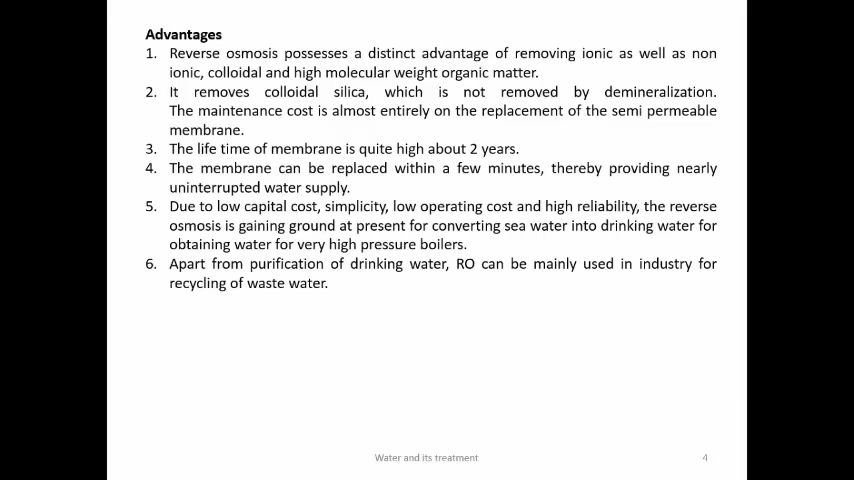 Advantages
1. Reverse osmosis possesses a distinct advantage of removing ionic as well as non
ionic, colloidal and high molecular weight organic matter.
2. It removes colloidal silica, which is not removed by demineralization.
The maintenance cost is almost entirely on the replacement of the semi permeable
membrane.
3. The life time of membrane is quite high about 2 years.
4. The membrane can be replaced within a few minutes, thereby providing nearly
uninterrupted water supply.
5. Due to low capital cost, simplicity, low operating cost and high reliability, the reverse
osmosis is gaining ground at present for converting sea water into drinking water for
obtaining water for very high pressure boilers.
6. Apart from purification of drinking water, RO can be mainly used in industry for
recycling of waste water.
Water and its treatment
4